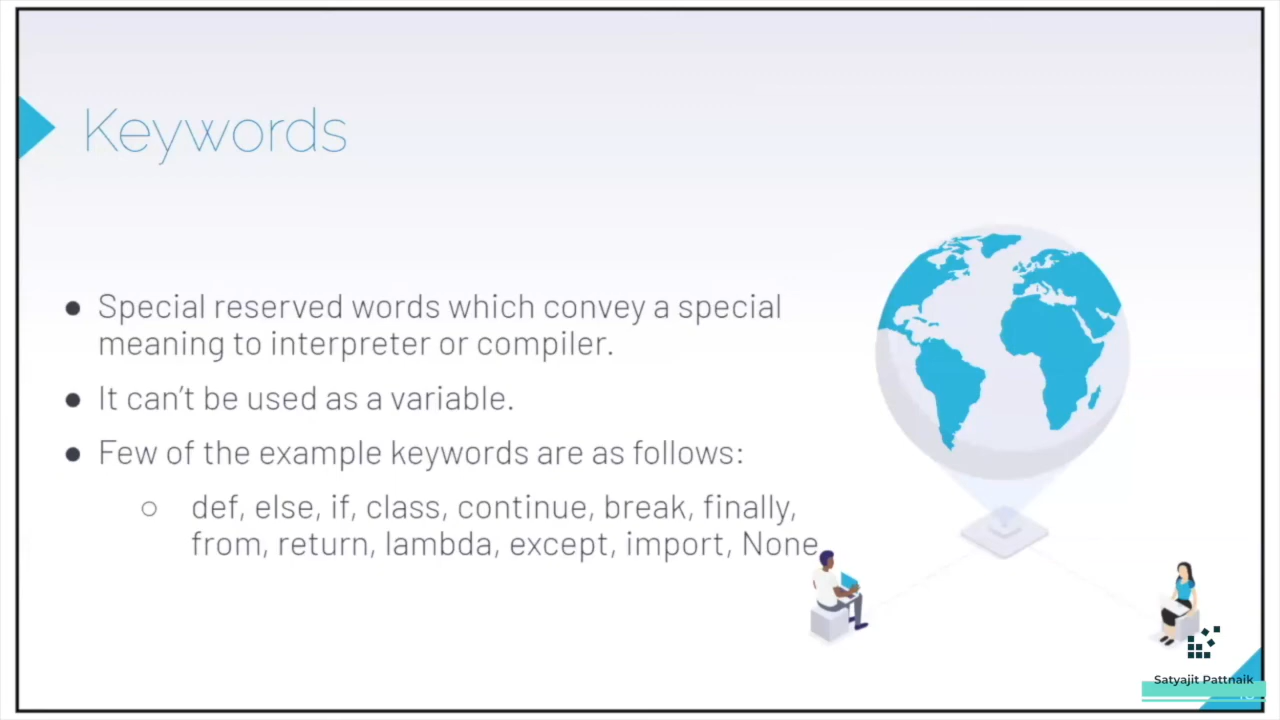 Keywords
● Special reserved words which convey a special
meaning to interpreter or compiler.
● It can't be used as a variable.
● Few of the example keywords are as follows:
○ def, else, if, class, continue, break, finally,
from, return, lambda, except, import, None
Satyajit Pattnaik